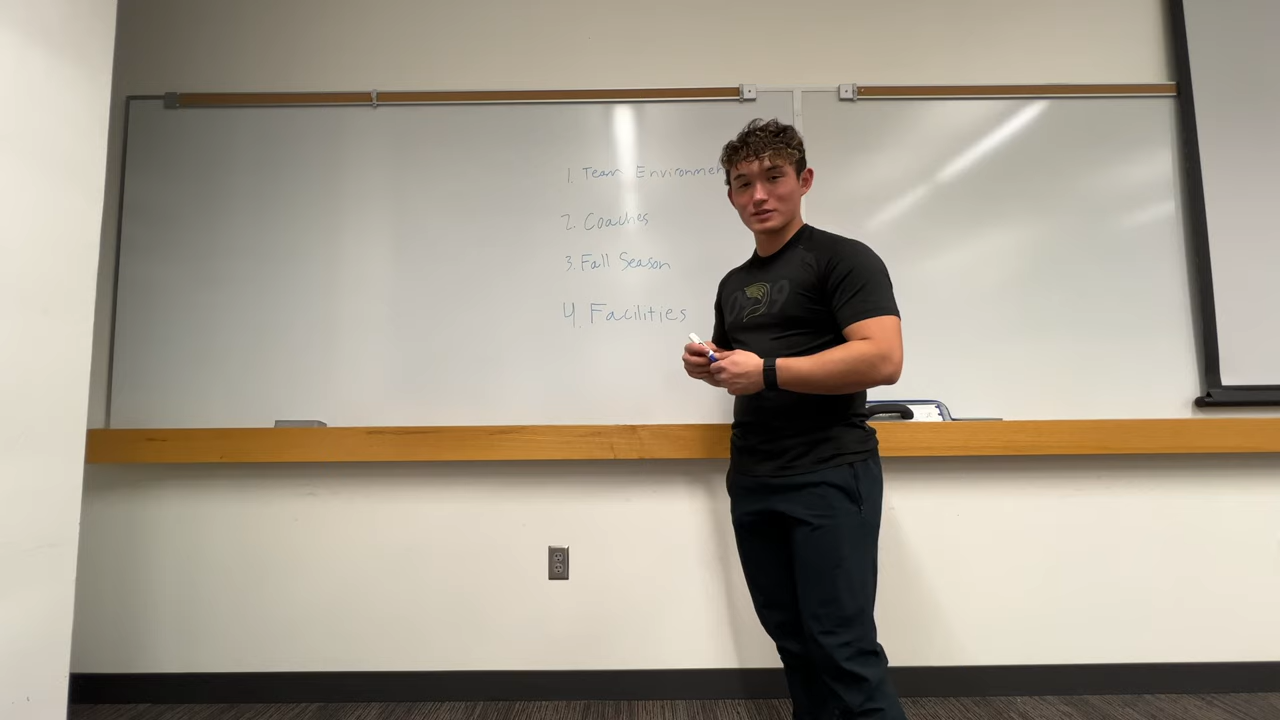 1. Team Environmen
2. Coaches
3. Fall Season
4. Facilities